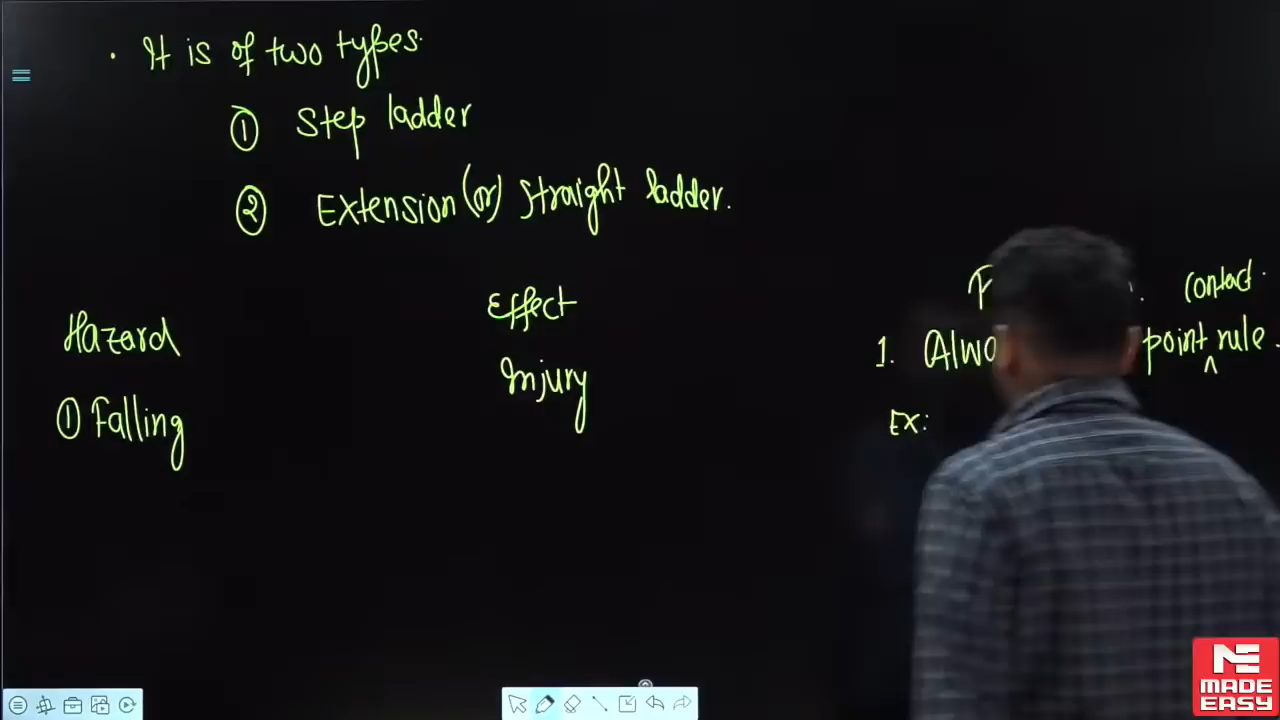 • It is of two types.
① Step ladder
② Extension (or) straight ladder.
Hazard
① Falling
Effect
Injury
contact.
1. point ^ rule.
Ex:
ME
MADE
EASY